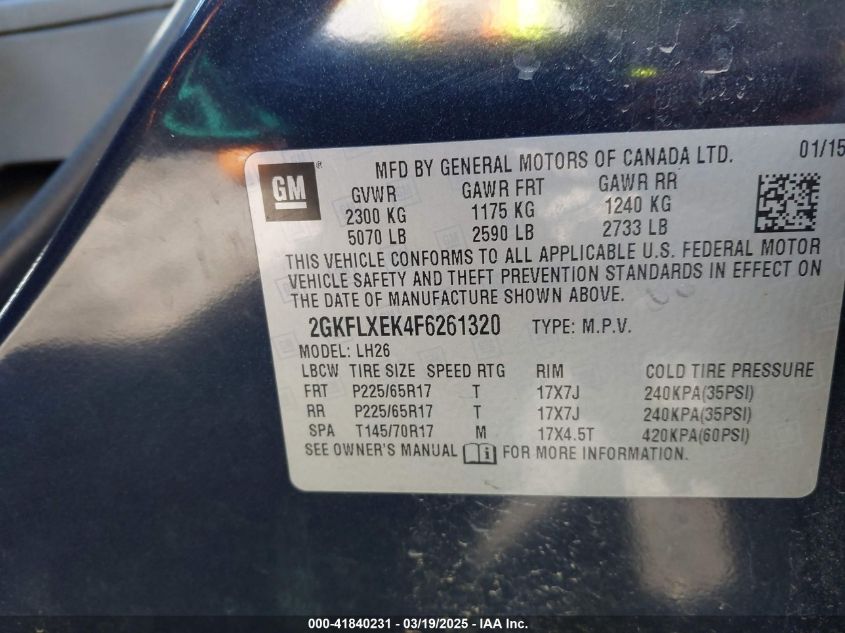 MFD BY GENERAL MOTORS OF CANADA LTD. 01/15
GM®
GVWR GAWR FRT GAWR RR
2300 KG 1175 KG 1240 KG
5070 LB 2590 LB 2733 LB
THIS VEHICLE CONFORMS TO ALL APPLICABLE U.S. FEDERAL MOTOR
VEHICLE SAFETY AND THEFT PREVENTION STANDARDS IN EFFECT ON
THE DATE OF MANUFACTURE SHOWN ABOVE.
2GKFLXEK4F6261320 TYPE: M.P.V.
MODEL: LH26
LBCW TIRE SIZE SPEED RTG RIM COLD TIRE PRESSURE
FRT P225/65R17 T 17X7J 240KPA(35PSI)
RR P225/65R17 T 17X7J 240KPA(35PSI)
SPA T145/70R17 M 17X4.5T 420KPA(60PSI)
SEE OWNER'S MANUAL i FOR MORE INFORMATION.
000-41840231 - 03/19/2025 - IAA Inc.